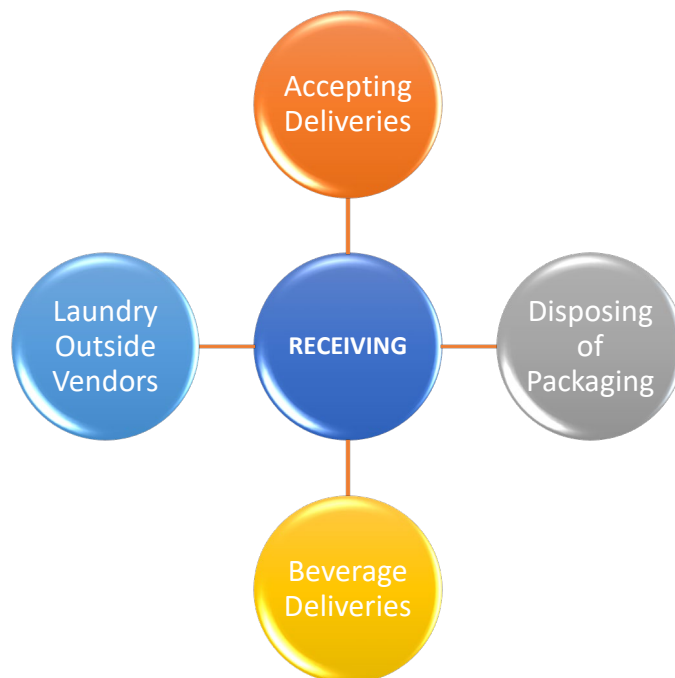 Accepting
Deliveries
Laundry
Outside
Vendors
RECEIVING
Disposing
of
Packaging
Beverage
Deliveries